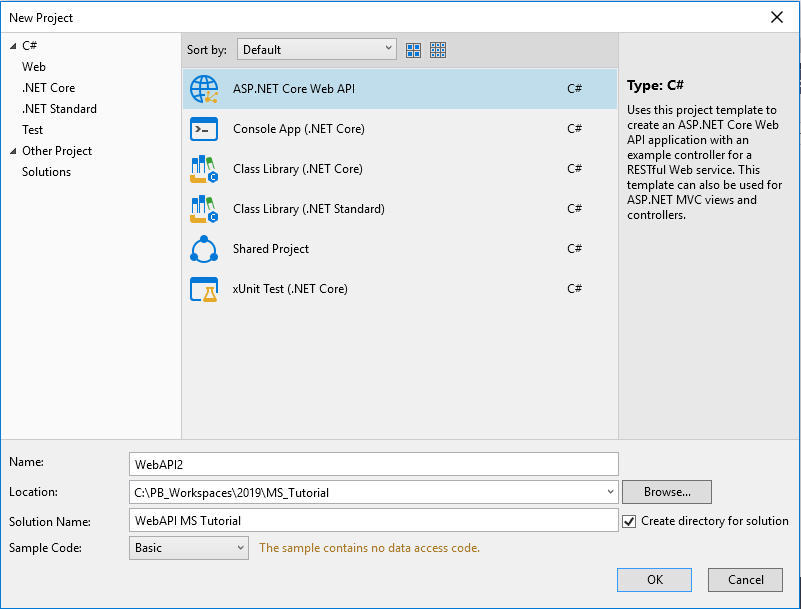 New Project
C#
Web
.NET Core
.NET Standard
Test
Other Project
Solutions
Sort by: Default
ASP.NET Core Web API C#
Console App (.NET Core) C#
Class Library (.NET Core) C#
Class Library (.NET Standard) C#
Shared Project C#
xUnit Test (.NET Core) C#
Type: C#
Uses this project template to
create an ASP.NET Core Web
API application with an
example controller for a
RESTful Web service. This
template can also be used for
ASP.NET MVC views and
controllers.
Name: WebAPI2
Location: C:\PB_Workspaces\2019\MS_Tutorial Browse...
Solution Name: WebAPI MS Tutorial Create directory for solution
Sample Code: Basic The sample contains no data access code.
OK Cancel